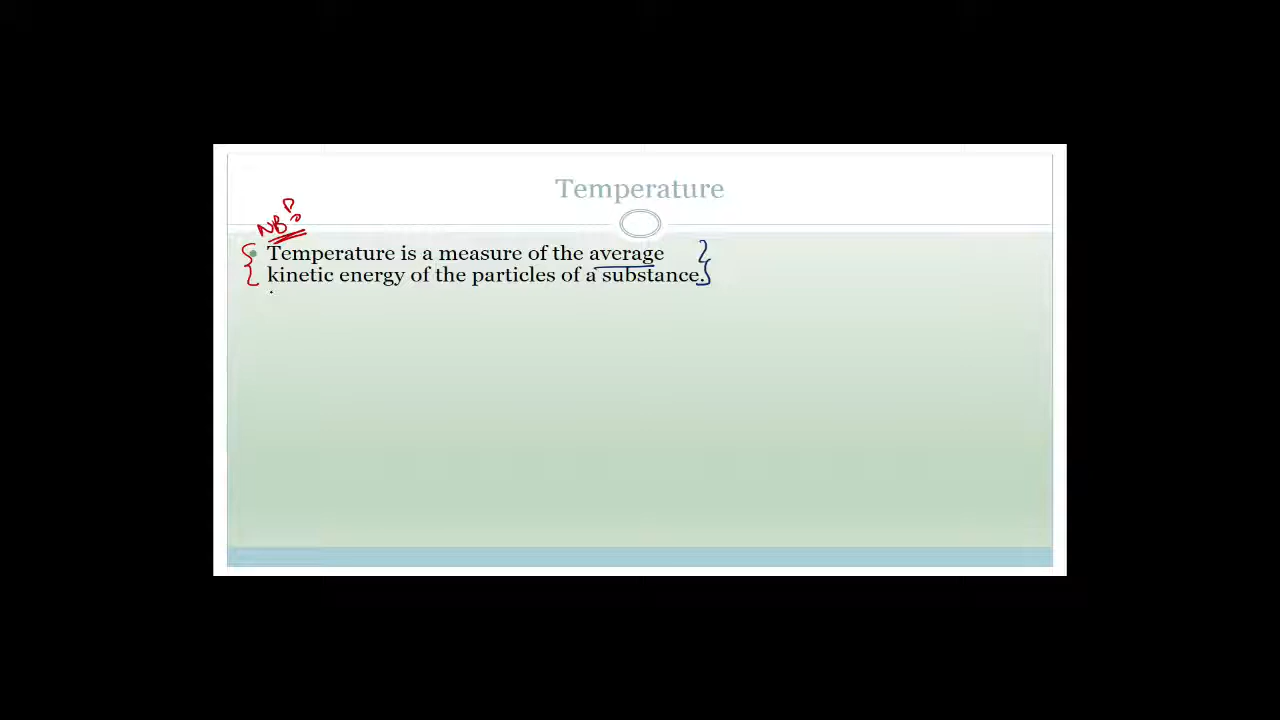 Temperature
NB!
Temperature is a measure of the average
kinetic energy of the particles of a substance.